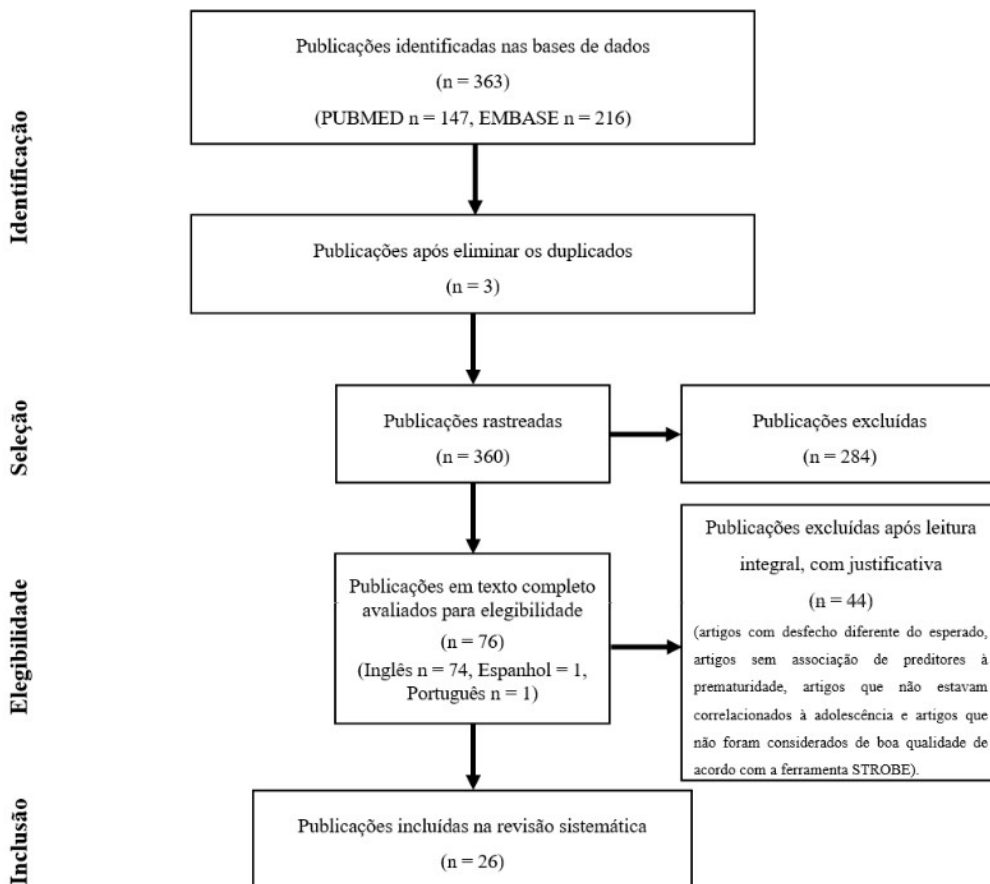 Identificação
Publicações identificadas nas bases de dados
(n = 363)
(PUBMED n = 147, EMBASE n = 216)
Publicações após eliminar os duplicados
(n = 3)
Seleção
Publicações rastreadas
(n = 360)
Publicações excluídas
(n = 284)
Elegibilidade
Publicações em texto completo
avaliados para elegibilidade
(n = 76)
(Inglês n = 74, Espanhol = 1,
Português n = 1)
Publicações excluídas após leitura
integral, com justificativa
(n = 44)
(artigos com desfecho diferente do esperado,
artigos sem associação de preditores à
prematuridade, artigos que não estavam
correlacionados à adolescência e artigos que
não foram considerados de boa qualidade de
acordo com a ferramenta STROBE).
Inclusão
Publicações incluídas na revisão sistemática
(n = 26)